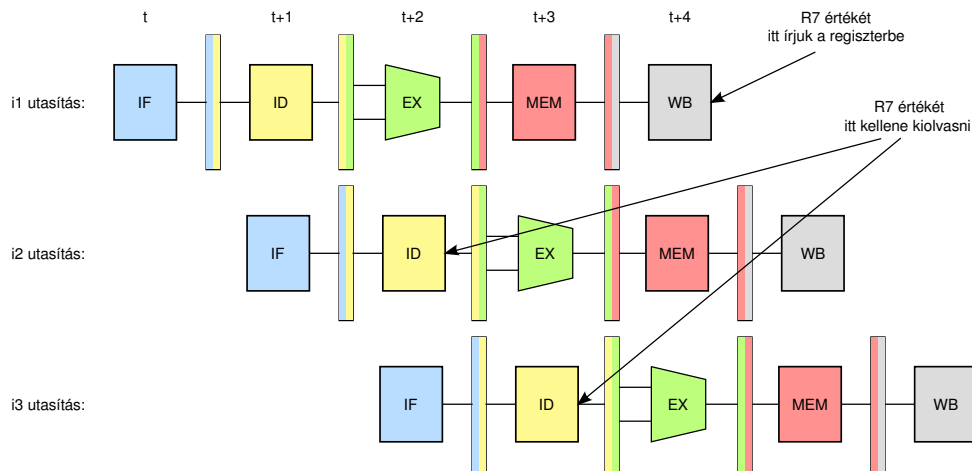 t
t+1
t+2
t+3
t+4
R7 értékét
itt írjuk a regiszterbe
i1 utasítás:
IF
ID
EX
MEM
WB
R7 értékét
itt kellene kiolvasni
i2 utasítás:
IF
ID
EX
MEM
WB
i3 utasítás:
IF
ID
EX
MEM
WB